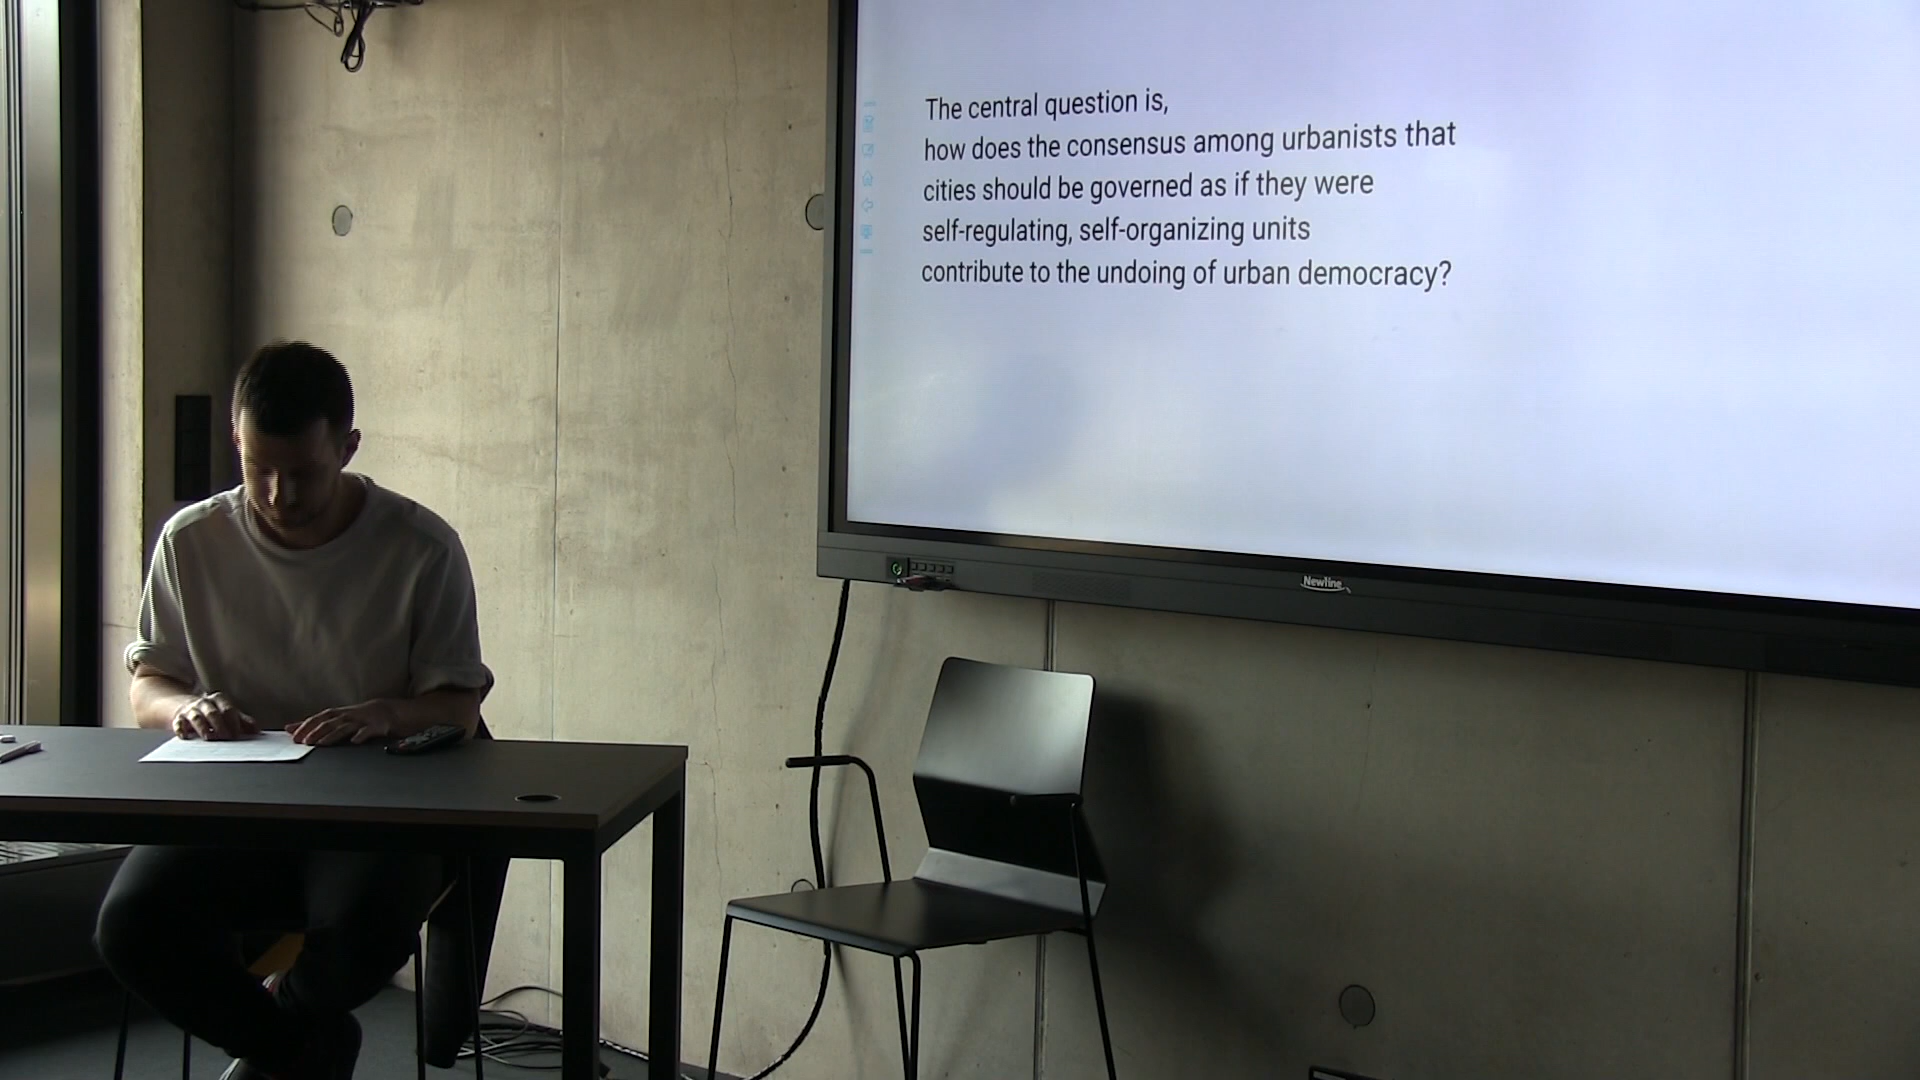 The central question is,
how does the consensus among urbanists that
cities should be governed as if they were
self-regulating, self-organizing units
contribute to the undoing of urban democracy?
Newline